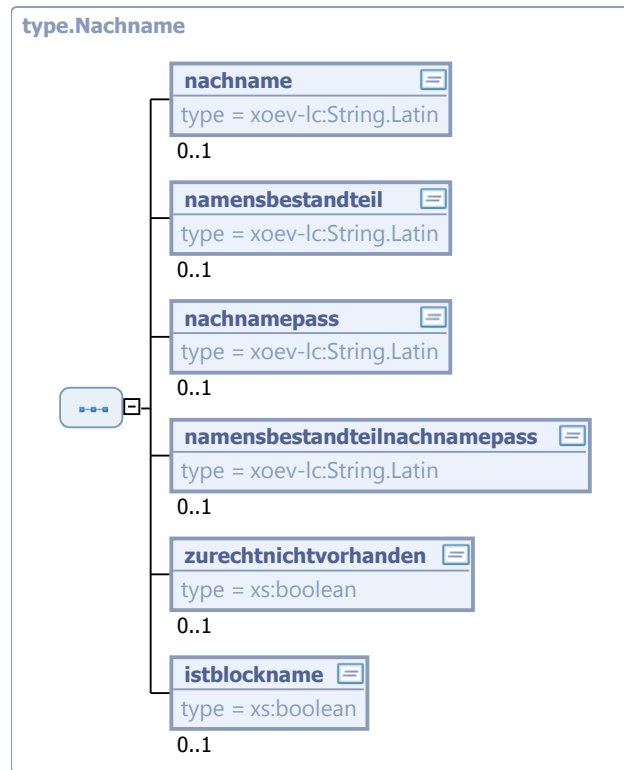 type.Nachname
nachname
type = xoev-lc:String.Latin
0..1
namensbestandteil
type = xoev-lc:String.Latin
0..1
nachnamepass
type = xoev-lc:String.Latin
0..1
namensbestandteilnachnamepass
type = xoev-lc:String.Latin
0..1
zurechtnichtvorhanden
type = xs:boolean
0..1
istblockname
type = xs:boolean
0..1